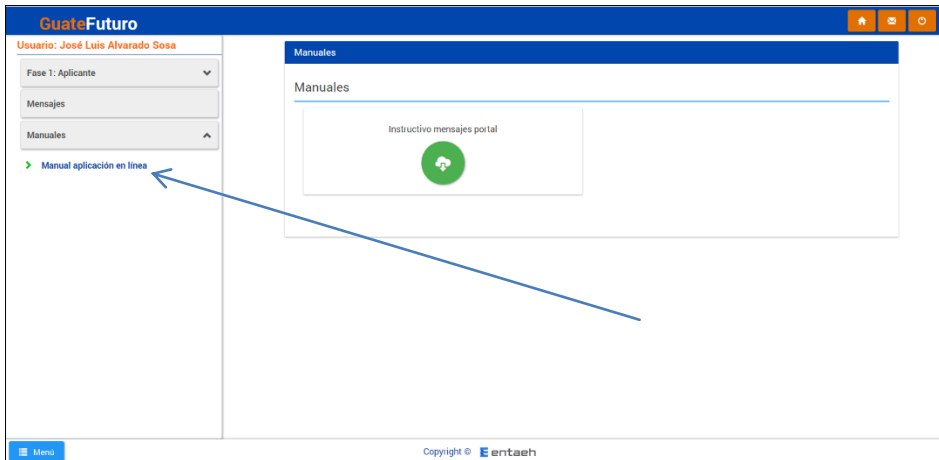 GuateFuturo
Usuario: José Luis Alvarado Sosa
Fase 1: Aplicante
Mensajes
Manuales
Manual aplicación en línea
Manuales
Manuales
Instructivo mensajes portal
Menú
Copyright © entaeh